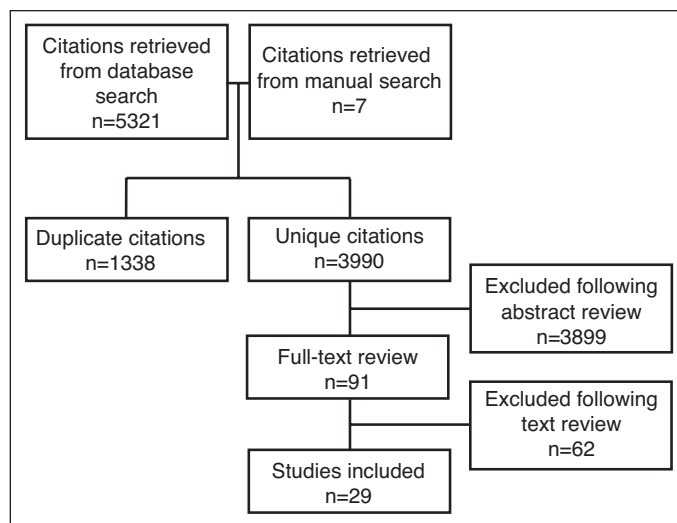 Citations retrieved
from database
search
n=5321
Citations retrieved
from manual search
n=7
Duplicate citations
n=1338
Unique citations
n=3990
Excluded following
abstract review
n=3899
Full-text review
n=91
Excluded following
text review
n=62
Studies included
n=29